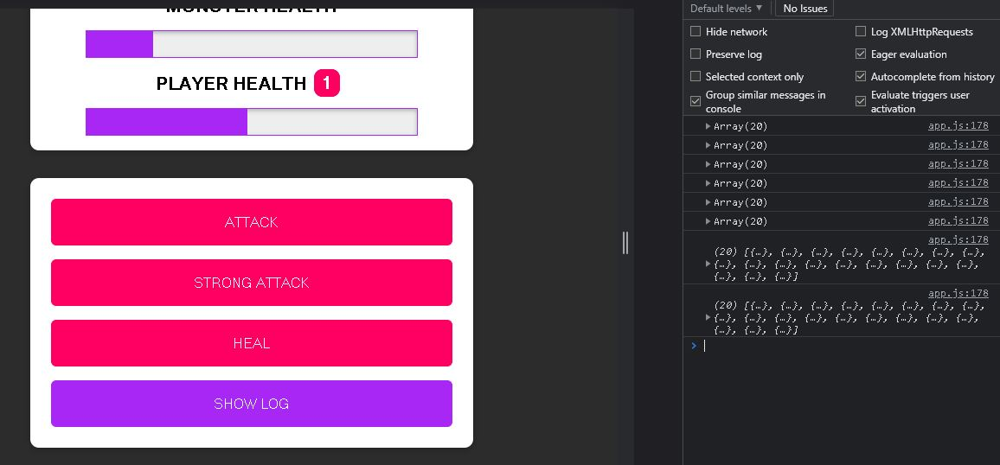 MONSTER HEALTH
PLAYER HEALTH 1
ATTACK
STRONG ATTACK
HEAL
SHOW LOG
Default levels ▼ No Issues
Hide network Log XMLHttpRequests
Preserve log Eager evaluation
Selected context only Autocomplete from history
Group similar messages in Evaluate triggers user
console activation
Array(20) app.js:178
Array(20) app.js:178
Array(20) app.js:178
Array(20) app.js:178
Array(20) app.js:178
Array(20) app.js:178
app.js:178
(20) [{…}, {…}, {…}, {…}, {…}, {…}, {…}, {…},
{…}, {…}, {…}, {…}, {…}, {…}, {…}, {…}, {…},
{…}, {…}, {…}]
app.js:178
(20) [{…}, {…}, {…}, {…}, {…}, {…}, {…}, {…},
{…}, {…}, {…}, {…}, {…}, {…}, {…}, {…}, {…},
{…}, {…}, {…}]